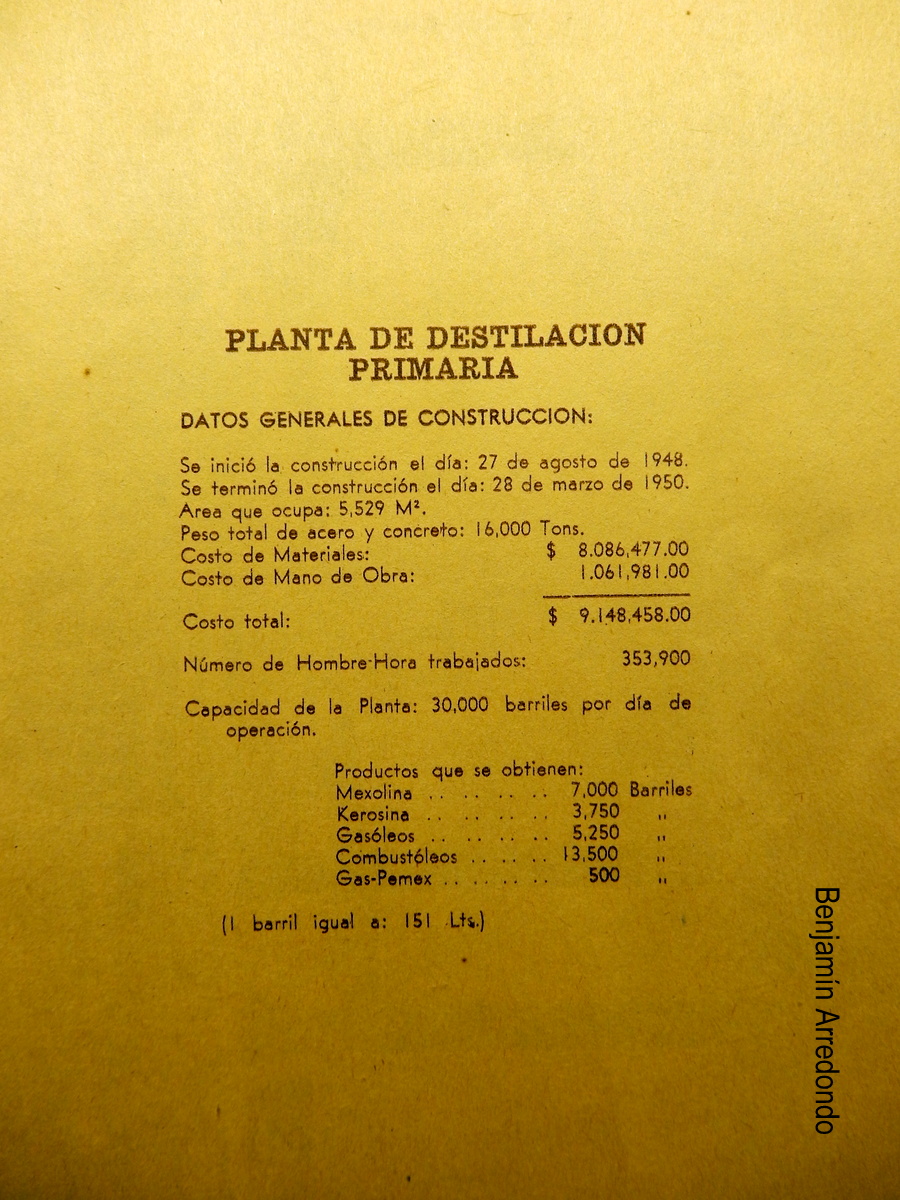 PLANTA DE DESTILACION
PRIMARIA
DATOS GENERALES DE CONSTRUCCION:
Se inició la construcción el día: 27 de agosto de 1948.
Se terminó la construcción el día: 28 de marzo de 1950.
Area que ocupa: 5,529 M².
Peso total de acero y concreto: 16,000 Tons.
Costo de Materiales: $ 8.086,477.00
Costo de Mano de Obra: 1.061,981.00
Costo total: $ 9.148,458.00
Número de Hombre-Hora trabajados: 353,900
Capacidad de la Planta: 30,000 barriles por día de
operación.
Productos que se obtienen:
Mexolina .. .. .. .. 7,000 Barriles
Kerosina .. .. .. .. 3,750 „
Gasóleos .. .. .. .. 5,250 „
Combustóleos .. .. .. 13,500 „
Gas-Pemex .. .. .. .. 500 „
(1 barril igual a: 151 Lts.)
Benjamín Arredondo